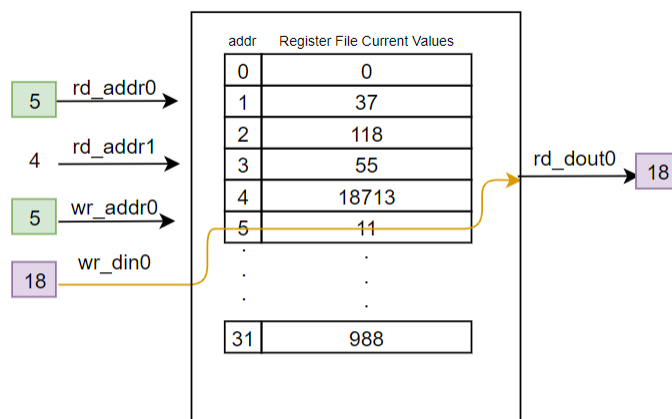 addr Register File Current Values
0 0
5 rd_addr0
1 37
2 118
4 rd_addr1
3 55
rd_dout0 18
4 18713
5 wr_addr0
5 11
18 wr_din0
31 988